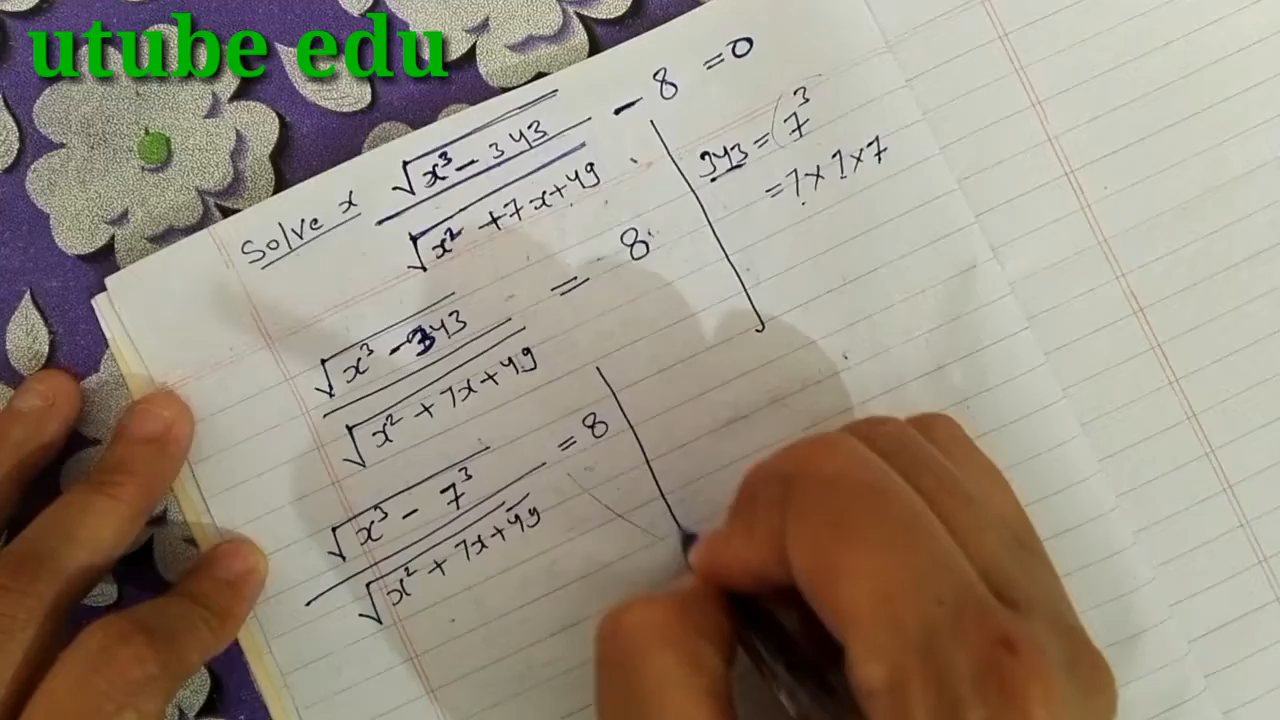 utube edu
Solve x √(x³ - 343) / √(x² + 7x + 49) - 8 = 0
343 = (7³
= 7 × 7 × 7
√(x³ - 343) / √(x² + 7x + 49) = 8
√(x³ - 7³) / √(x² + 7x + 49) = 8